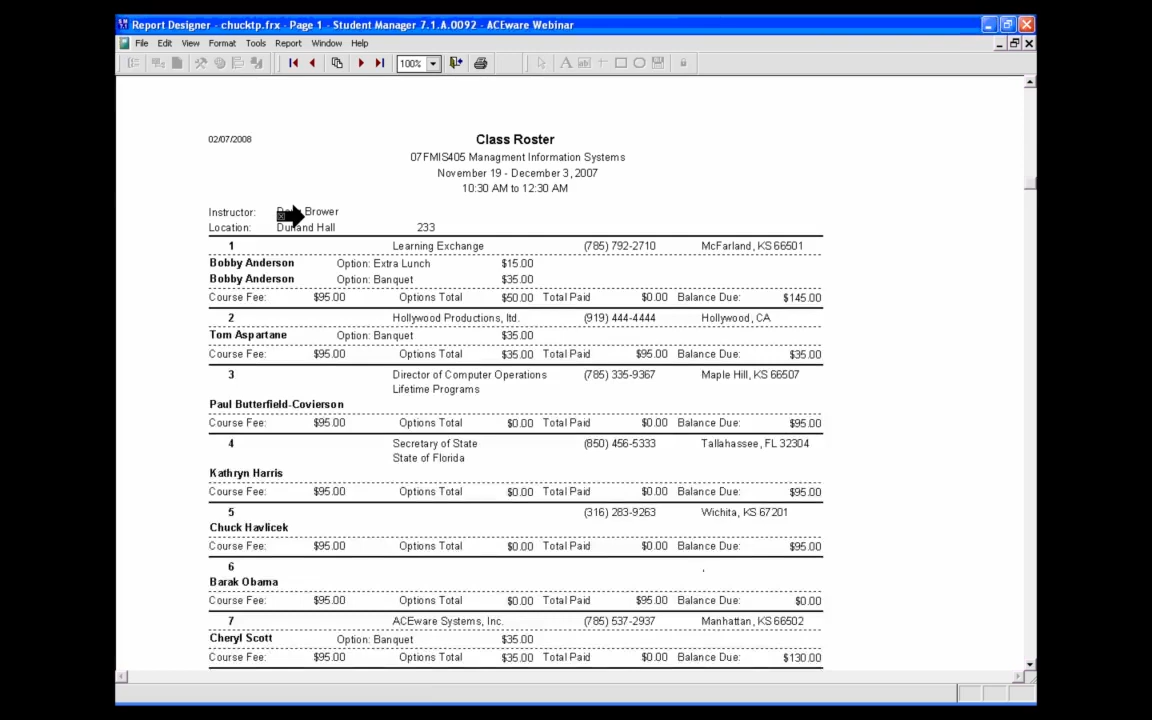 Report Designer - chucktp.frx - Page 1 - Student Manager 7.1.A.0092 - ACEware Webinar
File Edit View Format Tools Report Window Help
100%
02/07/2008
Class Roster
07FMIS405 Managment Information Systems
November 19 - December 3, 2007
10:30 AM to 12:30 AM
Instructor: Brower
Location: Durland Hall 233
1 Learning Exchange (785) 792-2710 McFarland, KS 66501
Bobby Anderson Option: Extra Lunch $15.00
Bobby Anderson Option: Banquet $35.00
Course Fee: $95.00 Options Total $50.00 Total Paid $0.00 Balance Due: $145.00
2 Hollywood Productions, ltd. (919) 444-4444 Hollywood, CA
Tom Aspartane Option: Banquet $35.00
Course Fee: $95.00 Options Total $35.00 Total Paid $95.00 Balance Due: $35.00
3 Director of Computer Operations (785) 335-9367 Maple Hill, KS 66507
Lifetime Programs
Paul Butterfield-Covierson
Course Fee: $95.00 Options Total $0.00 Total Paid $0.00 Balance Due: $95.00
4 Secretary of State (850) 456-5333 Tallahassee, FL 32304
State of Florida
Kathryn Harris
Course Fee: $95.00 Options Total $0.00 Total Paid $0.00 Balance Due: $95.00
5 (316) 283-9263 Wichita, KS 67201
Chuck Havlicek
Course Fee: $95.00 Options Total $0.00 Total Paid $0.00 Balance Due: $95.00
6 ,
Barak Obama
Course Fee: $95.00 Options Total $0.00 Total Paid $95.00 Balance Due: $0.00
7 ACEware Systems, Inc. (785) 537-2937 Manhattan, KS 66502
Cheryl Scott Option: Banquet $35.00
Course Fee: $95.00 Options Total $35.00 Total Paid $0.00 Balance Due: $130.00